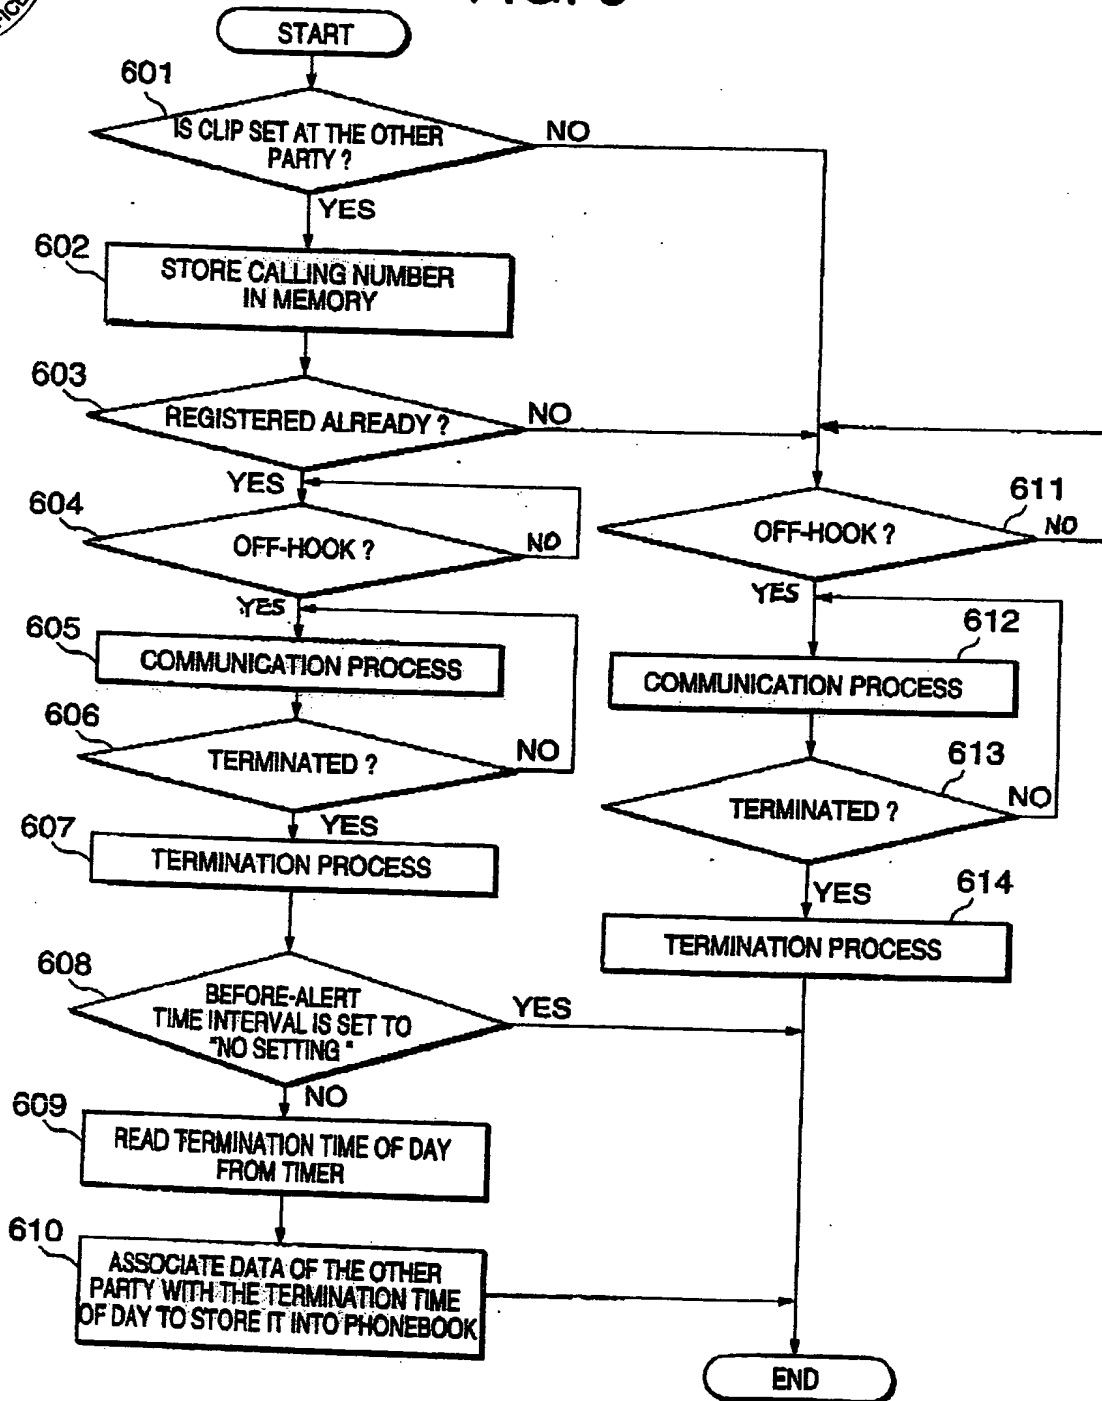 START
601
IS CLIP SET AT THE OTHER
PARTY ?
NO
YES
602
STORE CALLING NUMBER
IN MEMORY
603
REGISTERED ALREADY ?
NO
YES
604
OFF-HOOK ?
NO
YES
605
COMMUNICATION PROCESS
606
TERMINATED ?
NO
YES
607
TERMINATION PROCESS
608
BEFORE-ALERT
TIME INTERVAL IS SET TO
"NO SETTING "
YES
NO
609
READ TERMINATION TIME OF DAY
FROM TIMER
610
ASSOCIATE DATA OF THE OTHER
PARTY WITH THE TERMINATION TIME
OF DAY TO STORE IT INTO PHONEBOOK
611
OFF-HOOK ?
NO
YES
612
COMMUNICATION PROCESS
613
TERMINATED ?
NO
YES
614
TERMINATION PROCESS
END